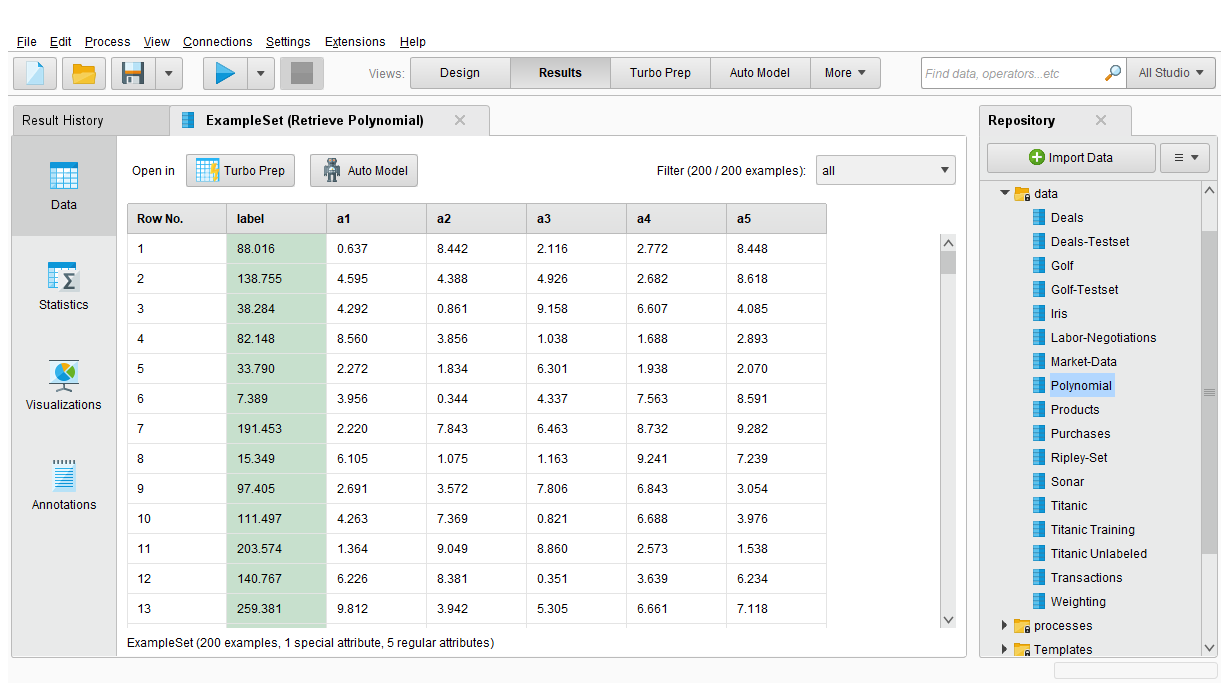 File Edit Process View Connections Settings Extensions Help
Views: Design Results Turbo Prep Auto Model More Find data, operators...etc All Studio
Result History ExampleSet (Retrieve Polynomial) Repository
Open in Turbo Prep Auto Model Filter (200 / 200 examples): all
Data
Statistics
Visualizations
Annotations
Row No. label a1 a2 a3 a4 a5
1 88.016 0.637 8.442 2.116 2.772 8.448
2 138.755 4.595 4.388 4.926 2.682 8.618
3 38.284 4.292 0.861 9.158 6.607 4.085
4 82.148 8.560 3.856 1.038 1.688 2.893
5 33.790 2.272 1.834 6.301 1.938 2.070
6 7.389 3.956 0.344 4.337 7.563 8.591
7 191.453 2.220 7.843 6.463 8.732 9.282
8 15.349 6.105 1.075 1.163 9.241 7.239
9 97.405 2.691 3.572 7.806 6.843 3.054
10 111.497 4.263 7.369 0.821 6.688 3.976
11 203.574 1.364 9.049 8.860 2.573 1.538
12 140.767 6.226 8.381 0.351 3.639 6.234
13 259.381 9.812 3.942 5.305 6.661 7.118
ExampleSet (200 examples, 1 special attribute, 5 regular attributes)
Import Data
data
Deals
Deals-Testset
Golf
Golf-Testset
Iris
Labor-Negotiations
Market-Data
Polynomial
Products
Purchases
Ripley-Set
Sonar
Titanic
Titanic Training
Titanic Unlabeled
Transactions
Weighting
processes
Templates